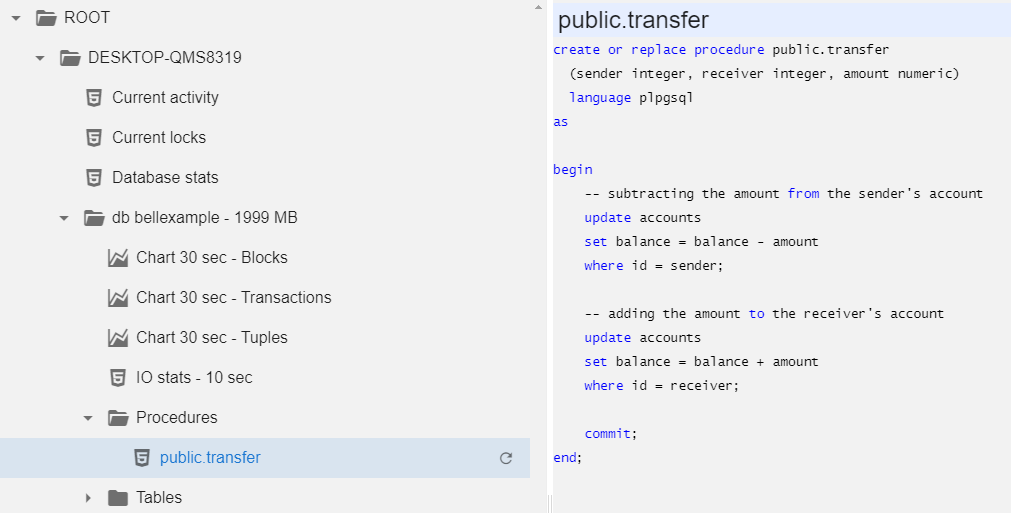 ROOT
DESKTOP-QMS8319
Current activity
Current locks
Database stats
db bellexample - 1999 MB
Chart 30 sec - Blocks
Chart 30 sec - Transactions
Chart 30 sec - Tuples
IO stats - 10 sec
Procedures
public.transfer
Tables
public.transfer
create or replace procedure public.transfer
(sender integer, receiver integer, amount numeric)
language plpgsql
as
begin
-- subtracting the amount from the sender's account
update accounts
set balance = balance - amount
where id = sender;
-- adding the amount to the receiver's account
update accounts
set balance = balance + amount
where id = receiver;
commit;
end;